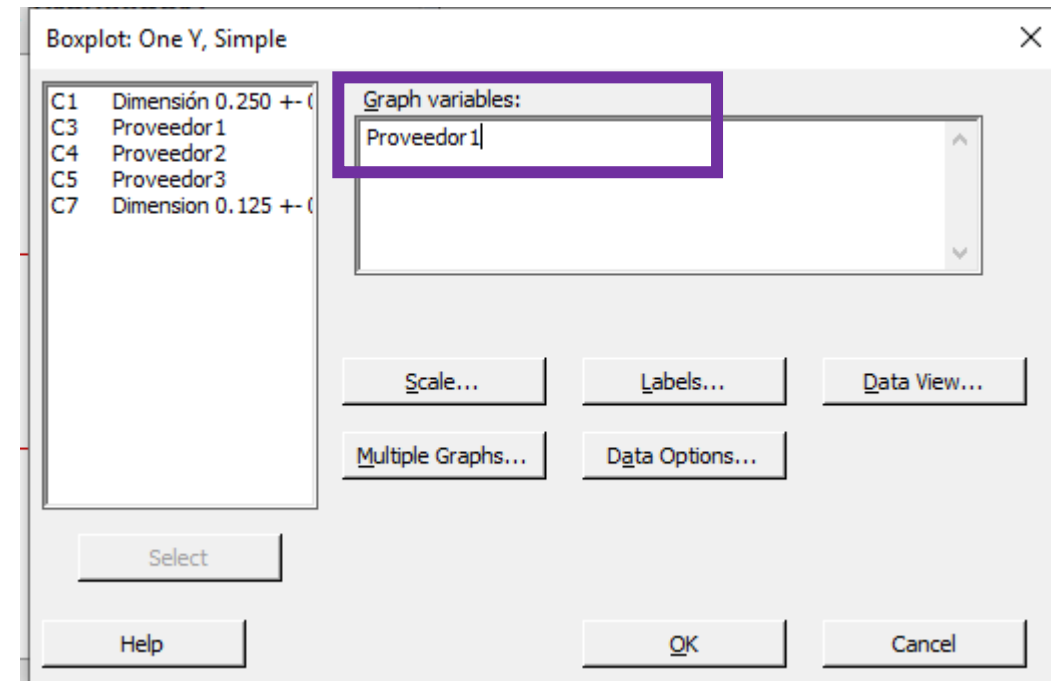 Boxplot: One Y, Simple
C1 Dimensión 0.250 +- (
C3 Proveedor1
C4 Proveedor2
C5 Proveedor3
C7 Dimension 0.125 +- (
Graph variables:
Proveedor1
Scale...
Labels...
Data View...
Multiple Graphs...
Data Options...
Select
Help
OK
Cancel